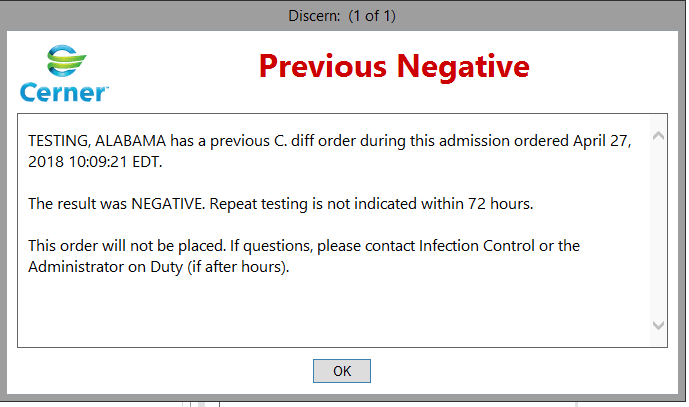 Discern: (1 of 1)
Cerner™
Previous Negative
TESTING, ALABAMA has a previous C. diff order during this admission ordered April 27,
2018 10:09:21 EDT.
The result was NEGATIVE. Repeat testing is not indicated within 72 hours.
This order will not be placed. If questions, please contact Infection Control or the
Administrator on Duty (if after hours).
OK